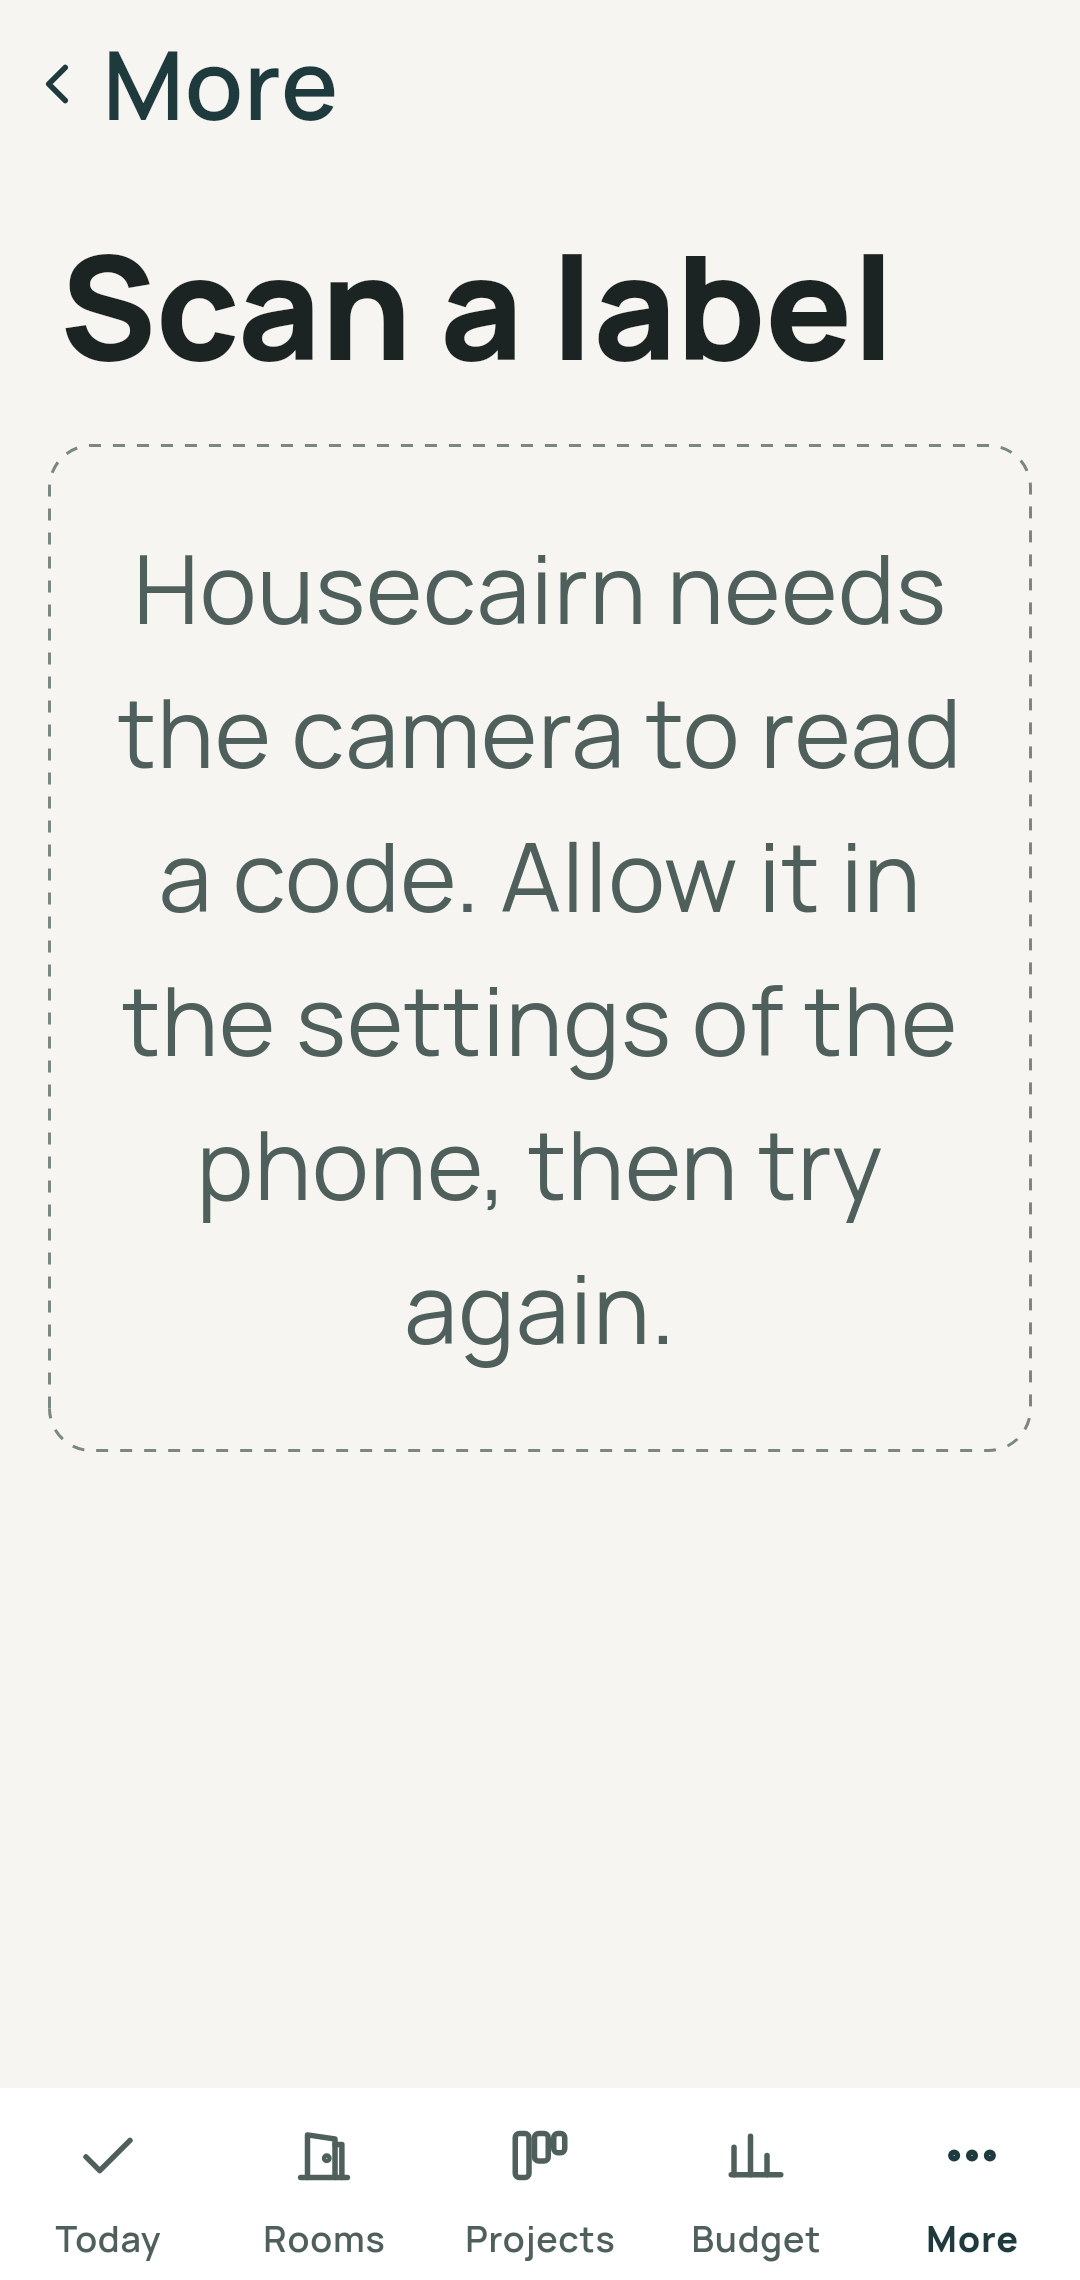 More
Scan a label
Housecairn needs
the camera to read
a code. Allow it in
the settings of the
phone, then try
again.
Today
Rooms
Projects
Budget
More